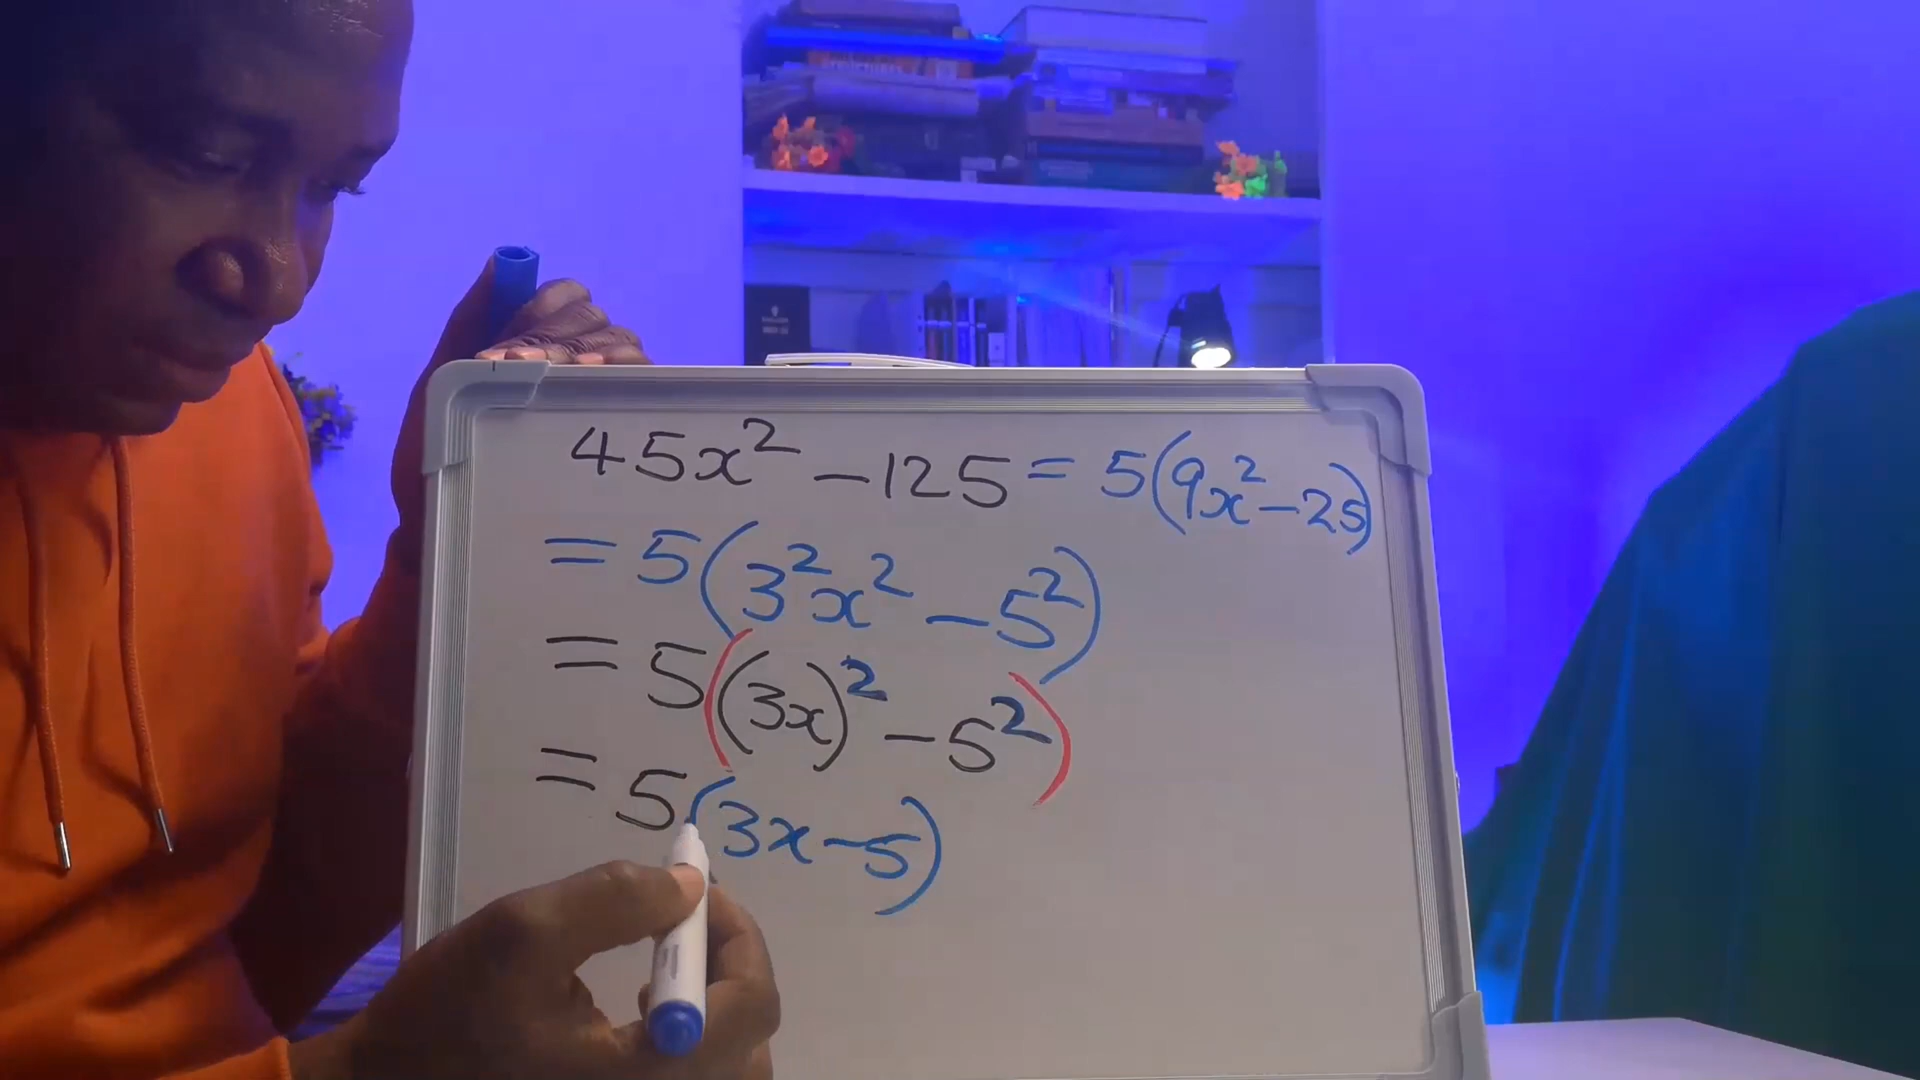 45x² - 125 = 5(9x² - 25)
= 5(3²x² - 5²)
= 5((3x)² - 5²)
= 5(3x - 5)